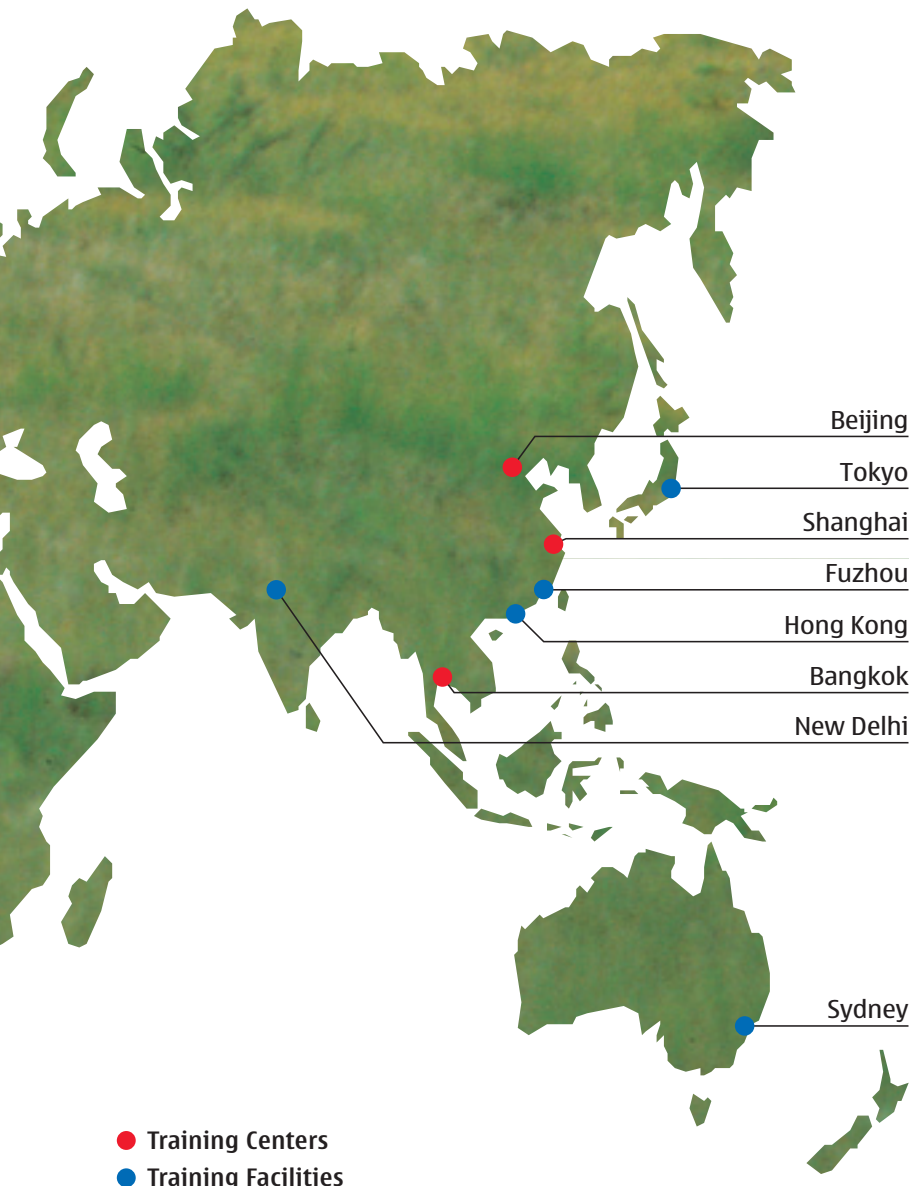 Beijing
Tokyo
Shanghai
Fuzhou
Hong Kong
Bangkok
New Delhi
Sydney
Training Centers
Training Facilities